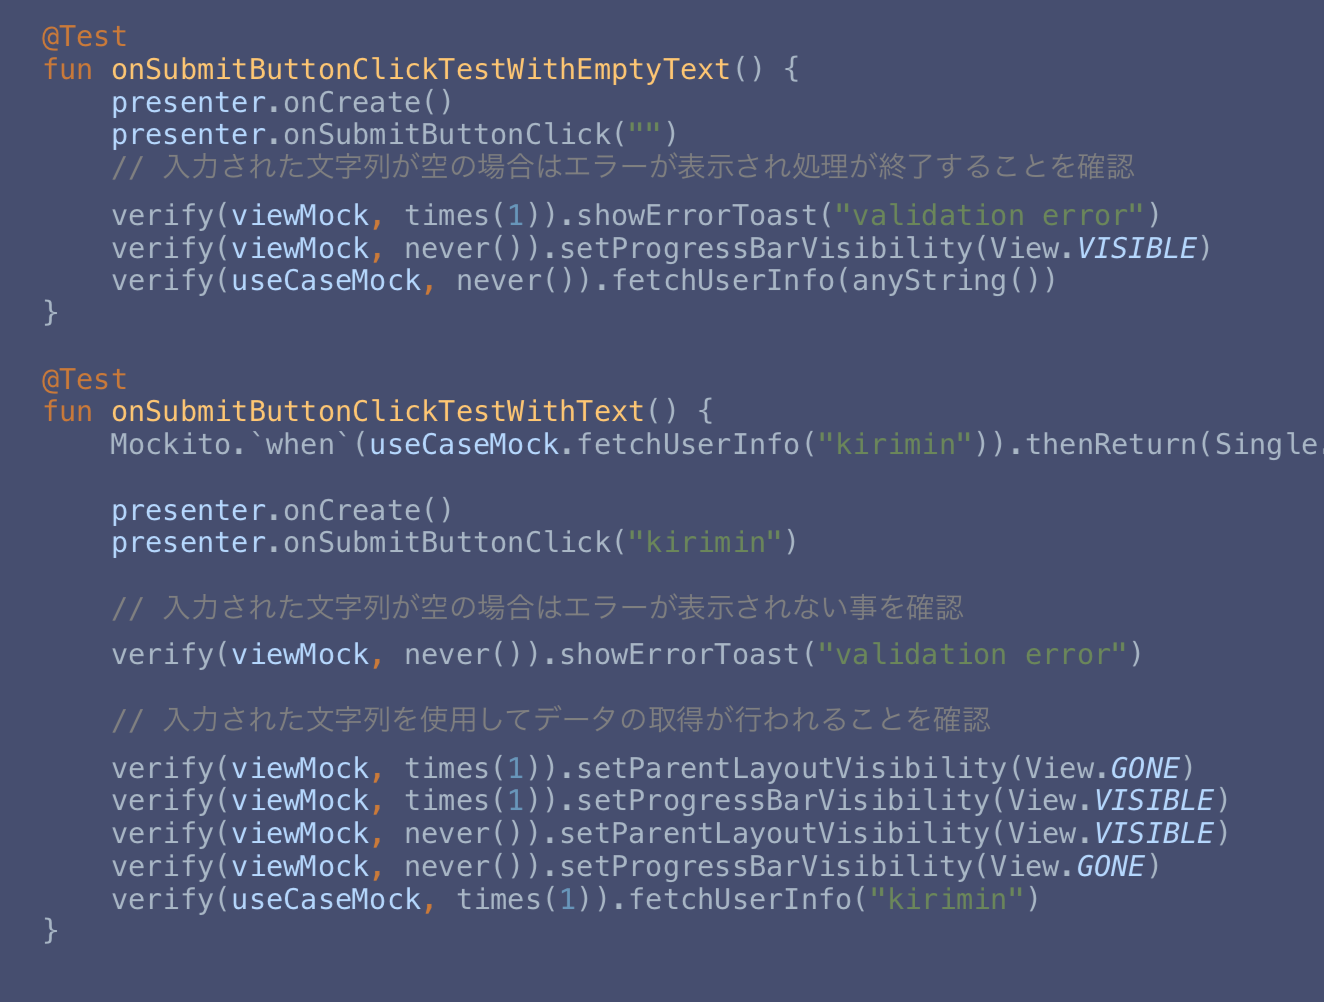 @Test
fun onSubmitButtonClickTestWithEmptyText() {
    presenter.onCreate()
    presenter.onSubmitButtonClick("")
    // 入力された文字列が空の場合はエラーが表示され処理が終了することを確認
    verify(viewMock, times(1)).showErrorToast("validation error")
    verify(viewMock, never()).setProgressBarVisibility(View.VISIBLE)
    verify(useCaseMock, never()).fetchUserInfo(anyString())
}
@Test
fun onSubmitButtonClickTestWithText() {
    Mockito.`when`(useCaseMock.fetchUserInfo("kirimin")).thenReturn(Single.
    presenter.onCreate()
    presenter.onSubmitButtonClick("kirimin")
    // 入力された文字列が空の場合はエラーが表示されない事を確認
    verify(viewMock, never()).showErrorToast("validation error")
    // 入力された文字列を使用してデータの取得が行われることを確認
    verify(viewMock, times(1)).setParentLayoutVisibility(View.GONE)
    verify(viewMock, times(1)).setProgressBarVisibility(View.VISIBLE)
    verify(viewMock, never()).setParentLayoutVisibility(View.VISIBLE)
    verify(viewMock, never()).setProgressBarVisibility(View.GONE)
    verify(useCaseMock, times(1)).fetchUserInfo("kirimin")
}